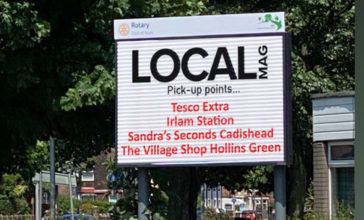 Rotary
LOCAL MAG
Pick-up points...
Tesco Extra
Irlam Station
Sandra's Seconds Cadishead
The Village Shop Hollins Green